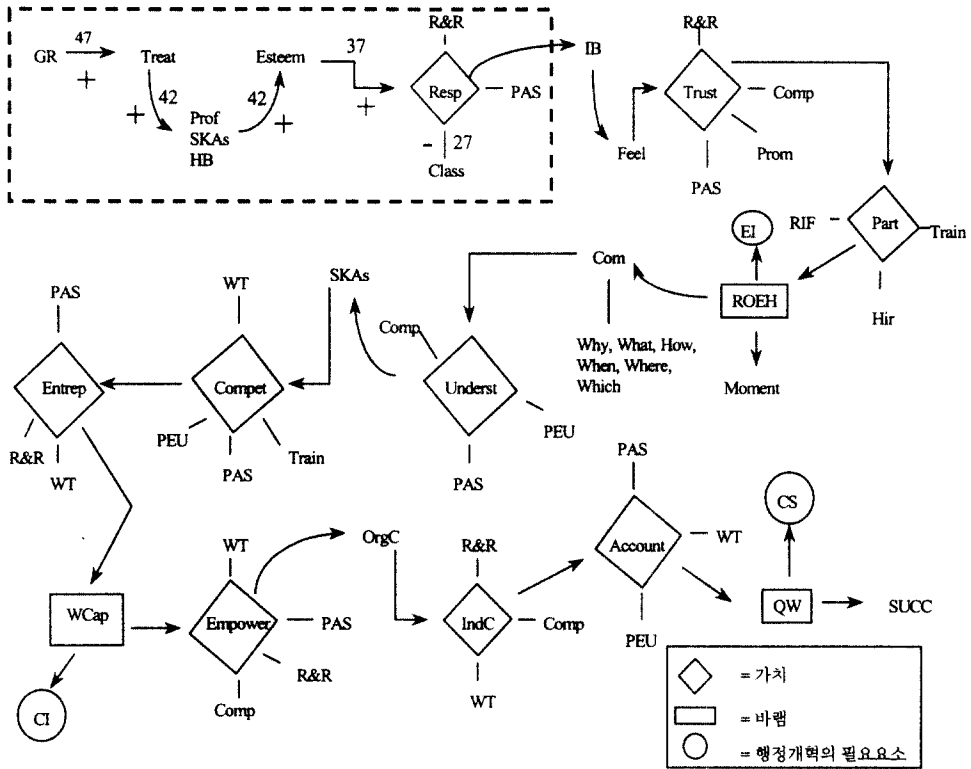 R&R
GR
47
+
Treat
42
+
Prof
SKAs
HB
42
+
Esteem
37
+
Resp
PAS
-
27
Class
IB
Feel
R&R
Trust
Comp
Prom
PAS
RIF
Part
Train
Hir
EI
ROEH
Moment
Com
Why, What, How,
When, Where,
Which
Comp
Underst
PEU
PAS
SKAs
WT
Compet
PEU
PAS
Train
PAS
Entrep
R&R
WT
WCap
CI
WT
Empower
PAS
R&R
Comp
OrgC
R&R
IndC
Comp
WT
PAS
Account
WT
PEU
CS
QW
SUCC
= 가치
= 바램
= 행정개혁의 필요요소